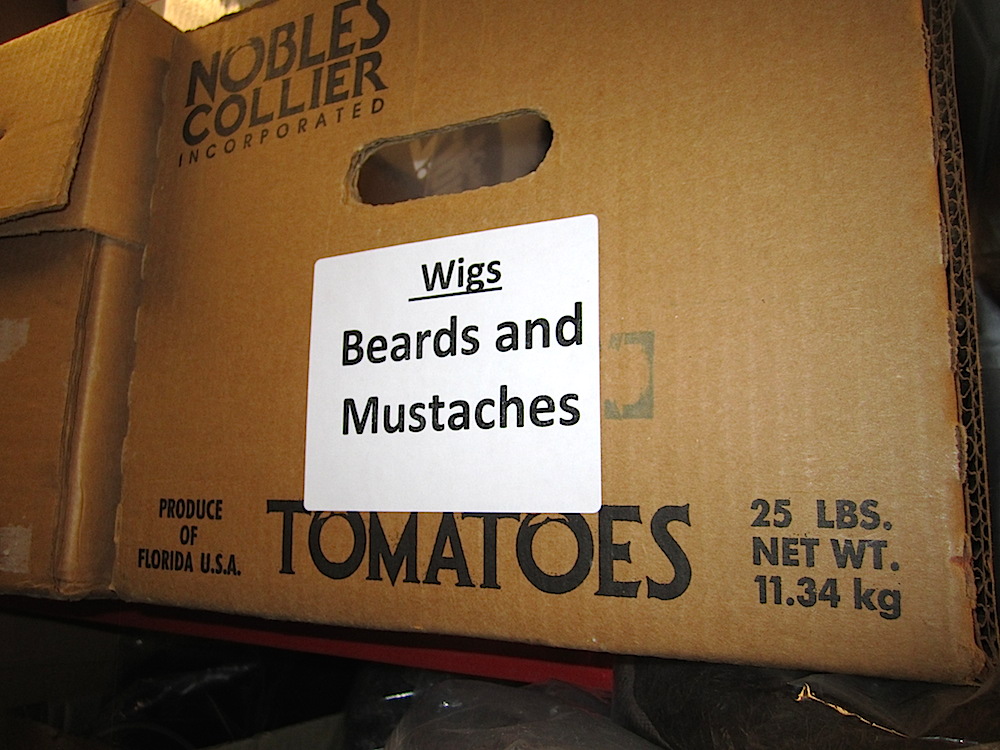 NOBLES
COLLIER
INCORPORATED
Wigs
Beards and
Mustaches
PRODUCE
OF
FLORIDA U.S.A.
TOMATOES
25 LBS.
NET WT.
11.34 kg